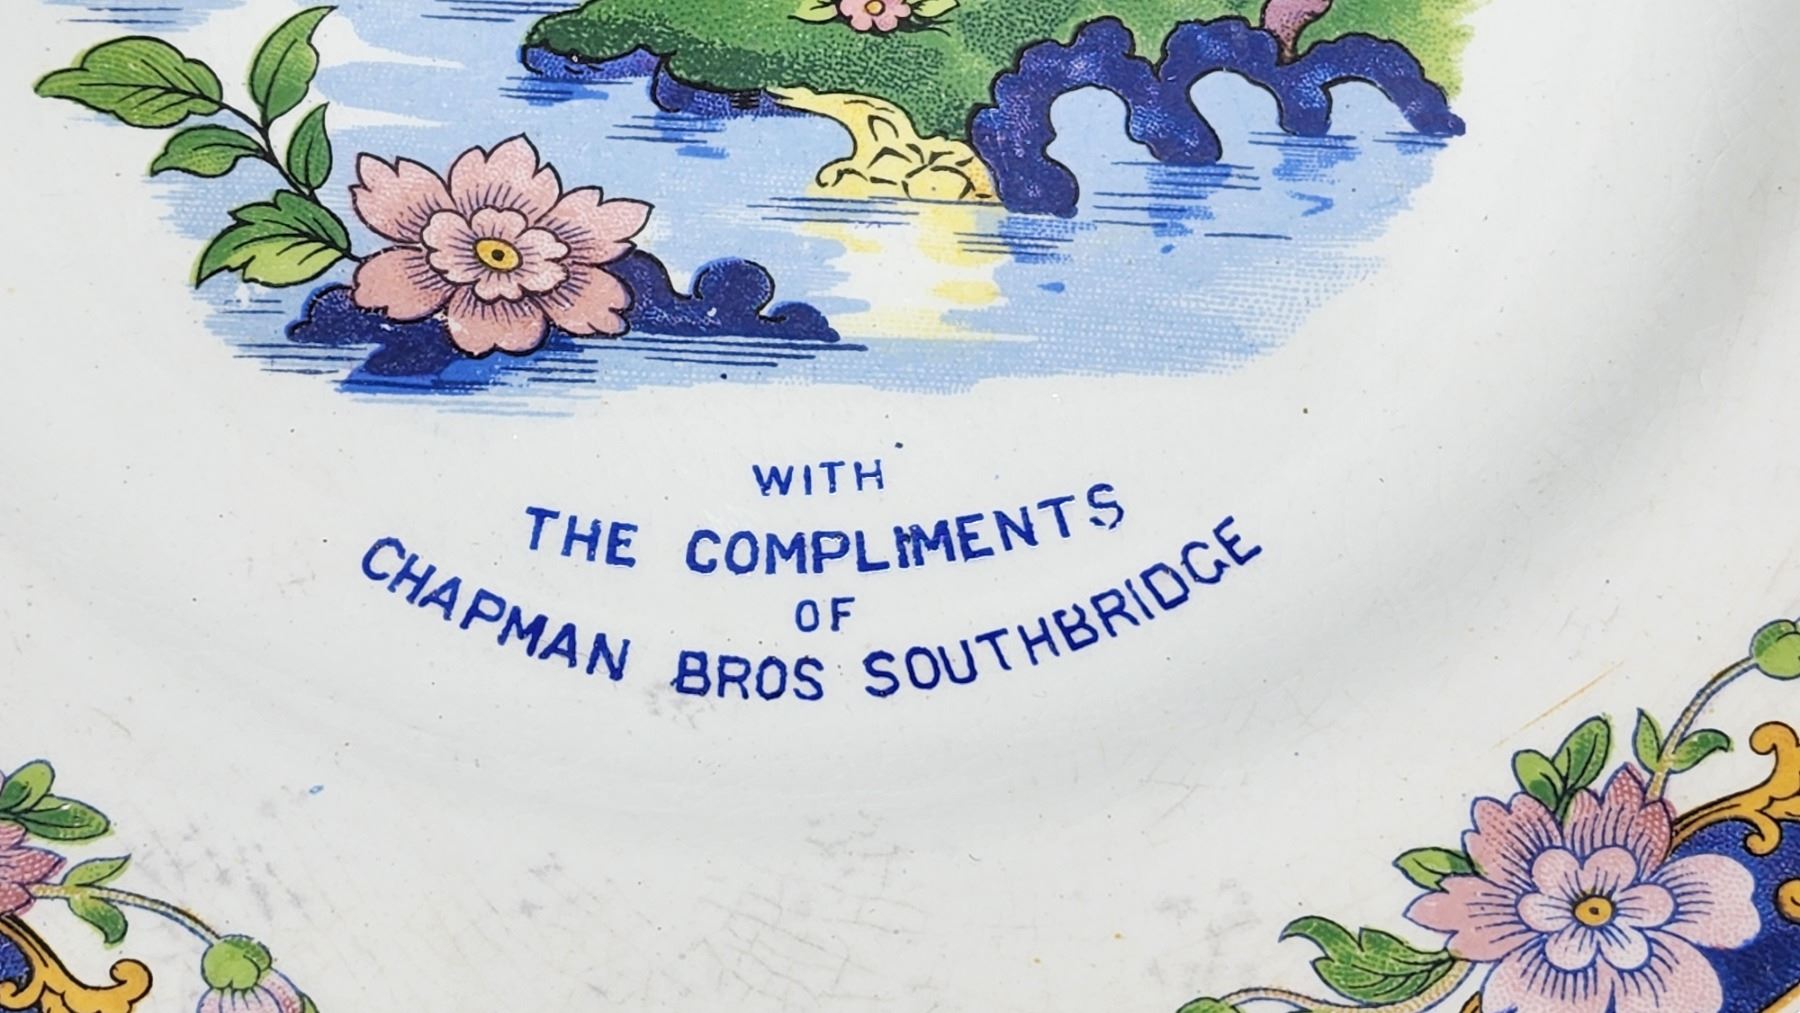 WITH
THE COMPLIMENTS
OF
CHAPMAN BROS SOUTHBRIDGE